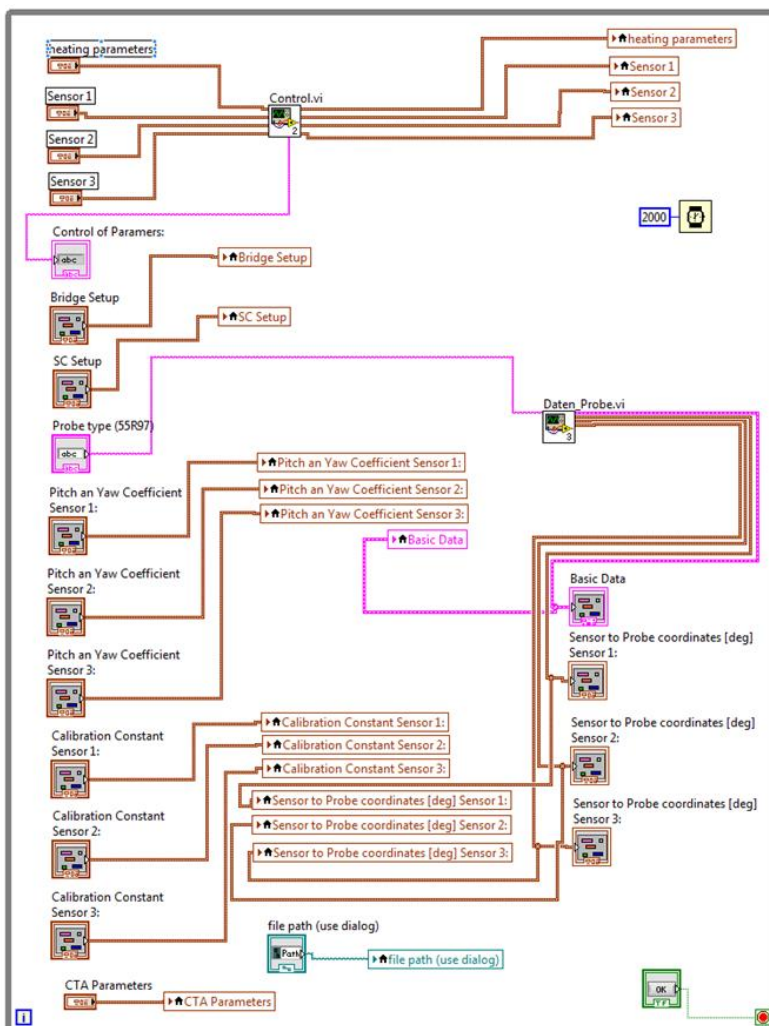 heating parameters
heating parameters
Sensor 1
Sensor 1
Control.vi
Sensor 2
2
Sensor 2
Sensor 3
Sensor 3
2000
Control of Paramers:
abc
abc
Bridge Setup
Bridge Setup
SC Setup
SC Setup
Daten_Probe.vi
3
Probe type (55R97)
abc
abc
Pitch an Yaw Coefficient Sensor 1:
Pitch an Yaw Coefficient
Sensor 1:
Pitch an Yaw Coefficient Sensor 2:
Pitch an Yaw Coefficient Sensor 3:
Basic Data
Pitch an Yaw Coefficient
Sensor 2:
Basic Data
Sensor to Probe coordinates [deg]
Sensor 1:
Pitch an Yaw Coefficient
Sensor 3:
Calibration Constant Sensor 1:
Calibration Constant
Sensor 1:
Calibration Constant Sensor 2:
Calibration Constant Sensor 3:
Sensor to Probe coordinates [deg]
Sensor 2:
Sensor to Probe coordinates [deg] Sensor 1:
Sensor to Probe coordinates [deg] Sensor 2:
Sensor to Probe coordinates [deg] Sensor 3:
Calibration Constant
Sensor 2:
Sensor to Probe coordinates [deg]
Sensor 3:
Calibration Constant
Sensor 3:
file path (use dialog)
Path
file path (use dialog)
CTA Parameters
CTA Parameters
OK
TF
i